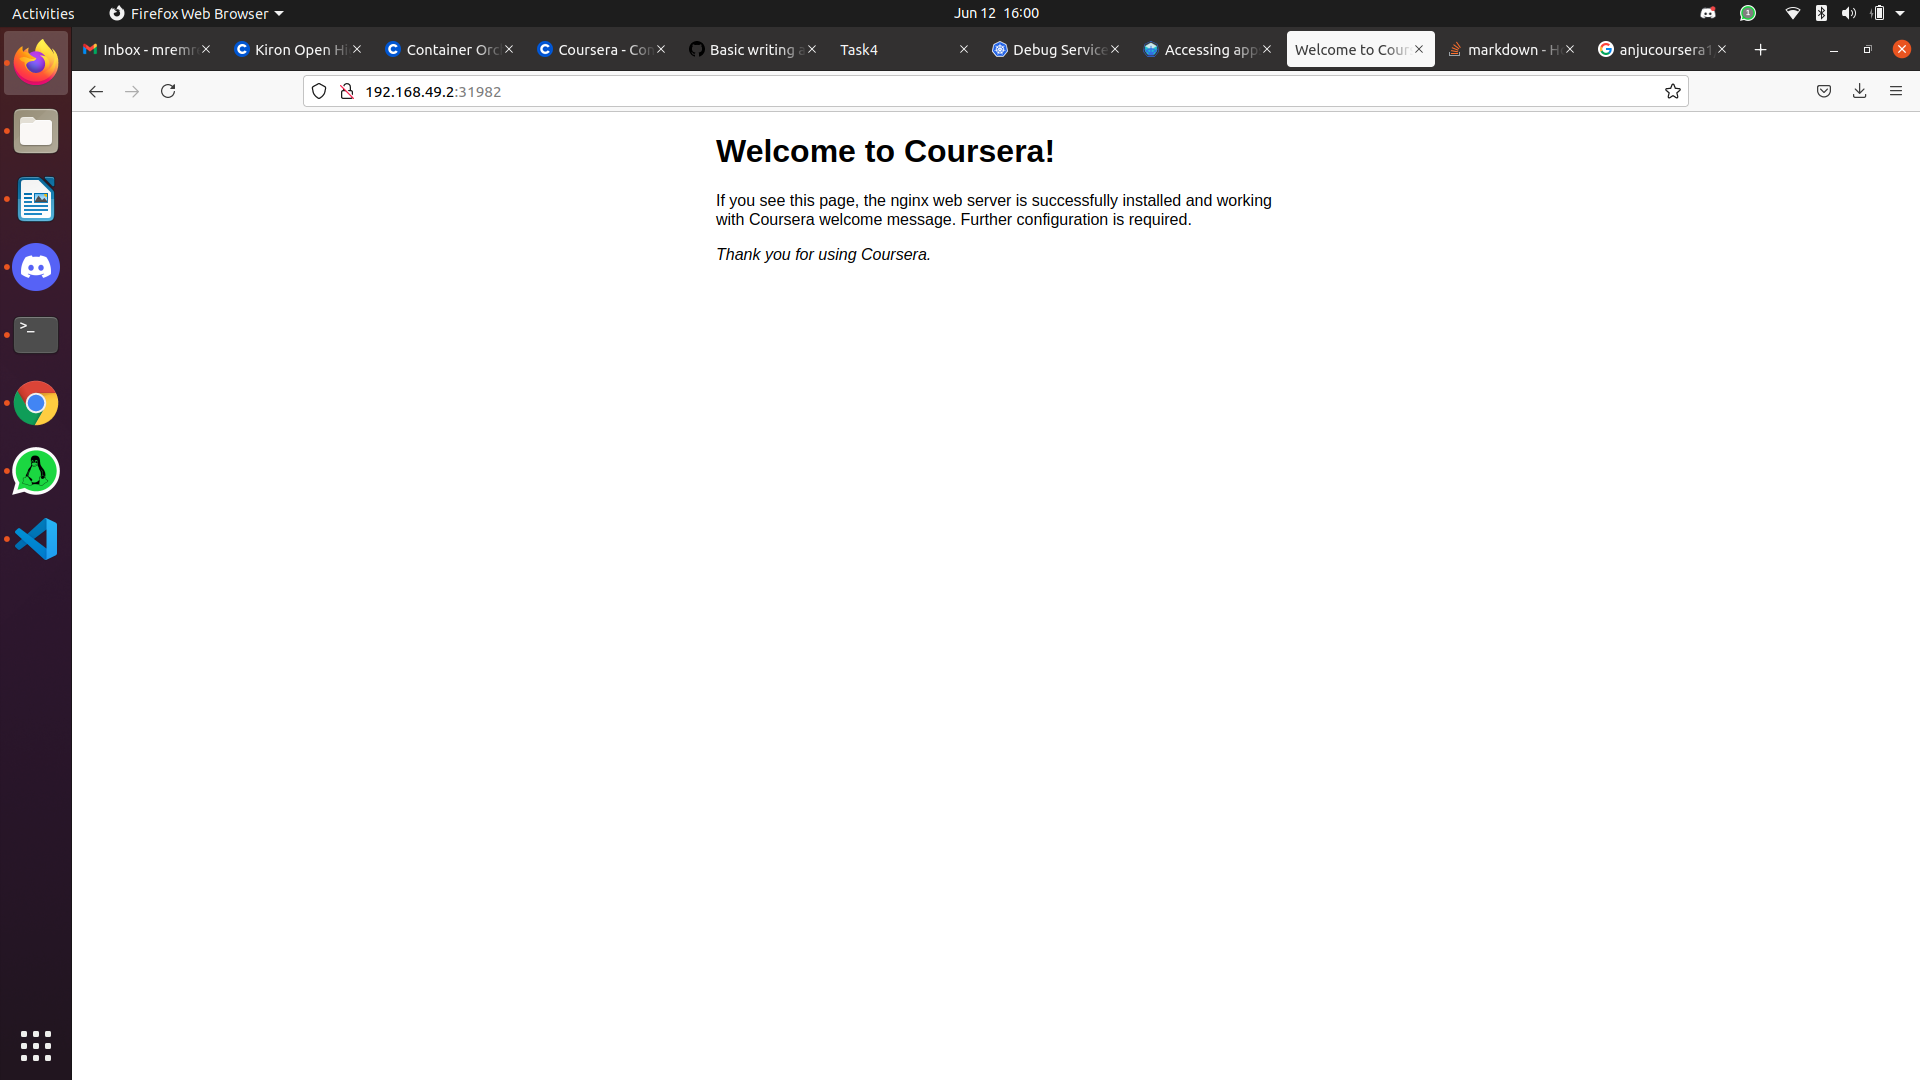 Activities
Firefox Web Browser
Jun 12 16:00
1
Inbox - mremr
Kiron Open Hi
Container Orc
Coursera - Con
Basic writing a
Task4
Debug Service
Accessing app
Welcome to Cour
markdown - Ho
anjucoursera1
192.168.49.2:31982
Welcome to Coursera!
If you see this page, the nginx web server is successfully installed and working
with Coursera welcome message. Further configuration is required.
Thank you for using Coursera.
>_